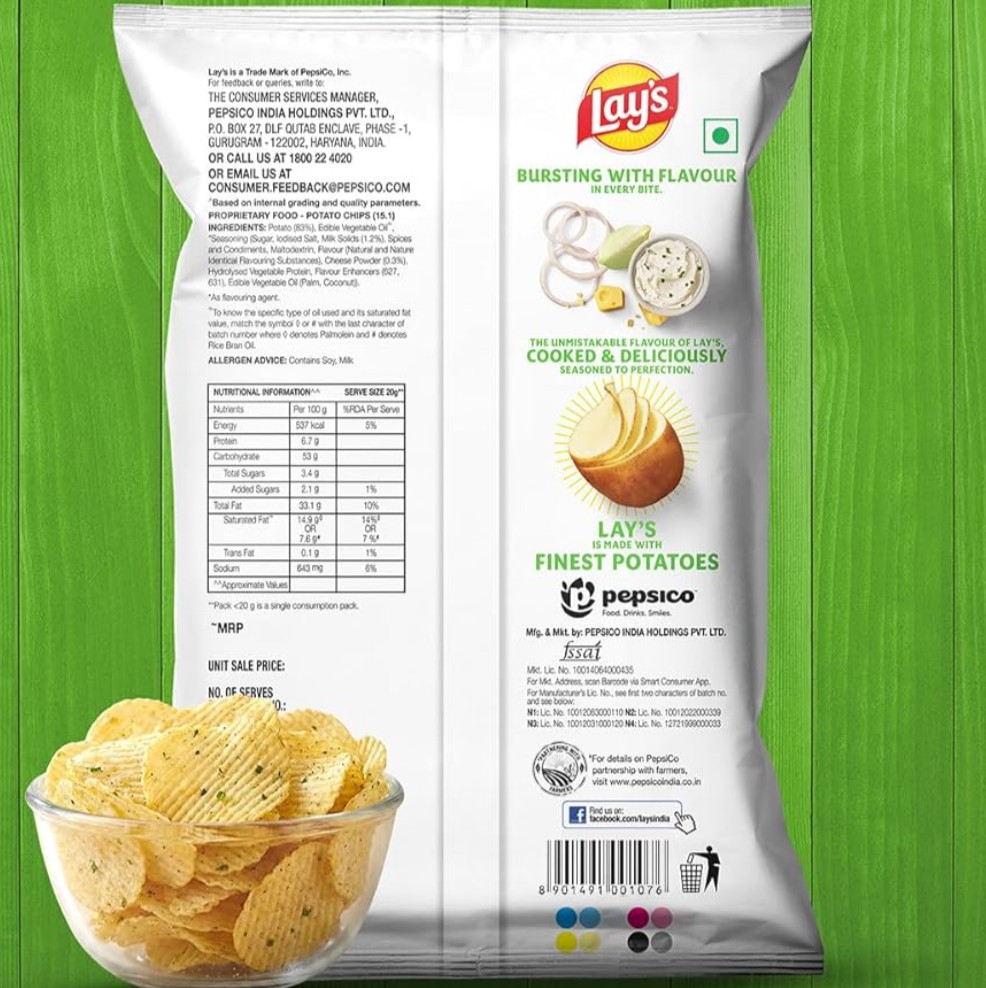 Lay's is a Trade Mark of PepsiCo, Inc.
For feedback or queries, write to:
THE CONSUMER SERVICES MANAGER,
PEPSICO INDIA HOLDINGS PVT. LTD.,
P.O. BOX 27, DLF QUTAB ENCLAVE, PHASE -1,
GURUGRAM - 122002, HARYANA, INDIA.
OR CALL US AT 1800 22 4020
OR EMAIL US AT
CONSUMER.FEEDBACK@PEPSICO.COM
^Based on internal grading and quality parameters.
PROPRIETARY FOOD - POTATO CHIPS (15.1)
INGREDIENTS: Potato (83%), Edible Vegetable Oil^^,
*Seasoning (Sugar, Iodised Salt, Milk Solids (1.2%), Spices
and Condiments, Maltodextrin, Flavour (Natural and Nature
Identical Flavouring Substances), Cheese Powder (0.3%),
Hydrolysed Vegetable Protein, Flavour Enhancers (627,
631), Edible Vegetable Oil (Palm, Coconut)).
*As flavouring agent.
^^To know the specific type of oil used and its saturated fat
value, match the symbol ◊ or # with the last character of
batch number where ◊ denotes Palmolein and # denotes
Rice Bran Oil.
ALLERGEN ADVICE: Contains Soy, Milk
NUTRITIONAL INFORMATION^^ SERVE SIZE 20g**
Nutrients Per 100 g %RDA Per Serve
Energy 537 kcal 5%
Protein 6.7 g
Carbohydrate 53 g
Total Sugars 3.4 g
Added Sugars 2.1 g 1%
Total Fat 33.1 g 10%
Saturated Fat 14.9 g◊ 14%◊
OR OR
7.6 g# 7 %#
Trans Fat 0.1 g 1%
Sodium 643 mg 6%
^^Approximate Values
**Pack <20 g is a single consumption pack.
~MRP
UNIT SALE PRICE:
NO. OF SERVES
Lay's
BURSTING WITH FLAVOUR
IN EVERY BITE.
THE UNMISTAKABLE FLAVOUR OF LAY'S,
COOKED & DELICIOUSLY
SEASONED TO PERFECTION.
LAY'S
IS MADE WITH
FINEST POTATOES
pepsico
Food. Drinks. Smiles.
Mfg. & Mkt. by: PEPSICO INDIA HOLDINGS PVT. LTD.
fssai
Mkt. Lic. No. 10014064000435
For Mkt. Address, scan Barcode via Smart Consumer App.
For Manufacturer's Lic. No., see first two characters of batch no.
and see below:
N1: Lic. No. 10012063000110 N2: Lic. No. 10012022000339
N3: Lic. No. 10012031000120 N4: Lic. No. 12721999000033
PARTNERING WITH
FARMERS
*For details on PepsiCo
partnership with farmers,
visit www.pepsicoindia.co.in
Find us on:
facebook.com/laysindia
8 901491 001076